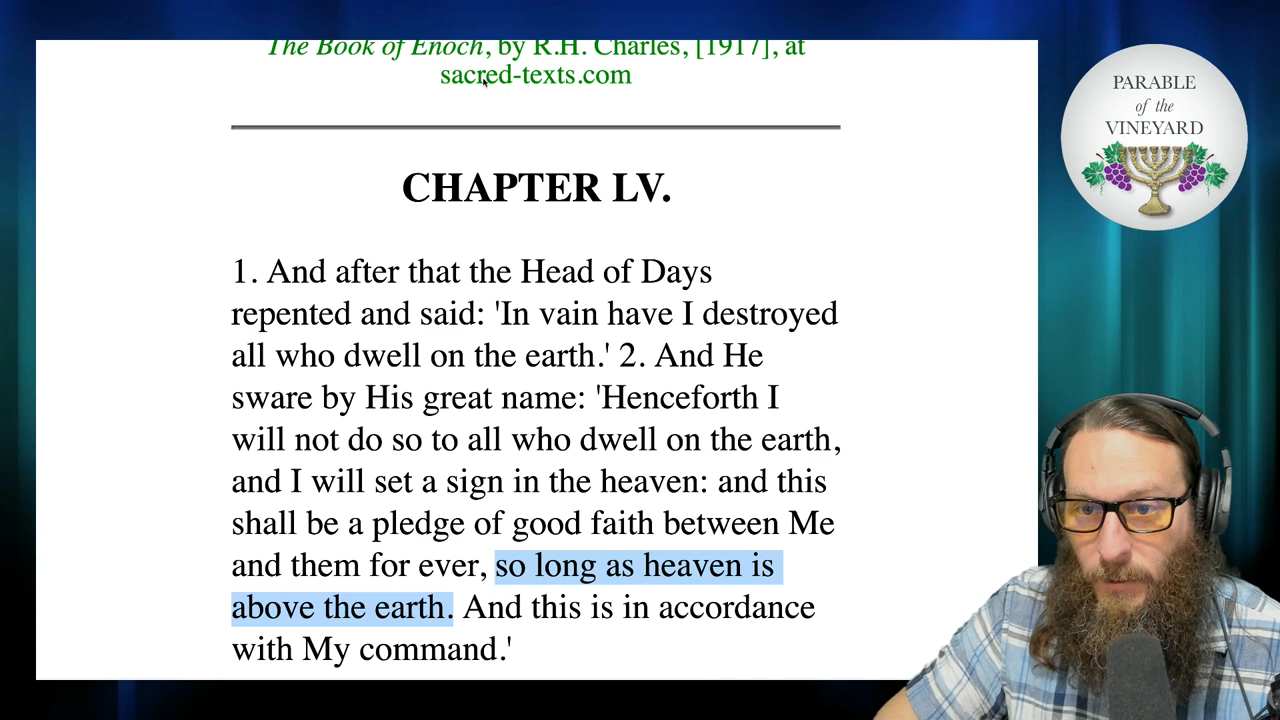 The Book of Enoch, by R.H. Charles, [1917], at
sacred-texts.com
CHAPTER LV.
1. And after that the Head of Days
repented and said: 'In vain have I destroyed
all who dwell on the earth.' 2. And He
sware by His great name: 'Henceforth I
will not do so to all who dwell on the earth,
and I will set a sign in the heaven: and this
shall be a pledge of good faith between Me
and them for ever, so long as heaven is
above the earth. And this is in accordance
with My command.'
PARABLE
of the
VINEYARD